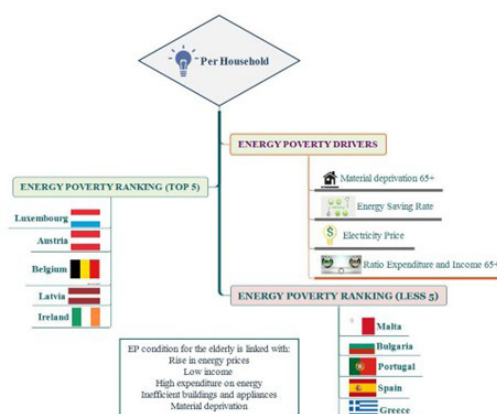 Per Household
ENERGY POVERTY DRIVERS
Material deprivation 65+
Energy Saving Rate
Electricity Price
Ratio Expenditure and Income 65+
ENERGY POVERTY RANKING (TOP 5)
Luxembourg
Austria
Belgium
Latvia
Ireland
ENERGY POVERTY RANKING (LESS 5)
Malta
Bulgaria
Portugal
Spain
Greece
EP condition for the elderly is linked with:
Rise in energy prices
Low income
High expenditure on energy
Inefficient buildings and appliances
Material deprivation